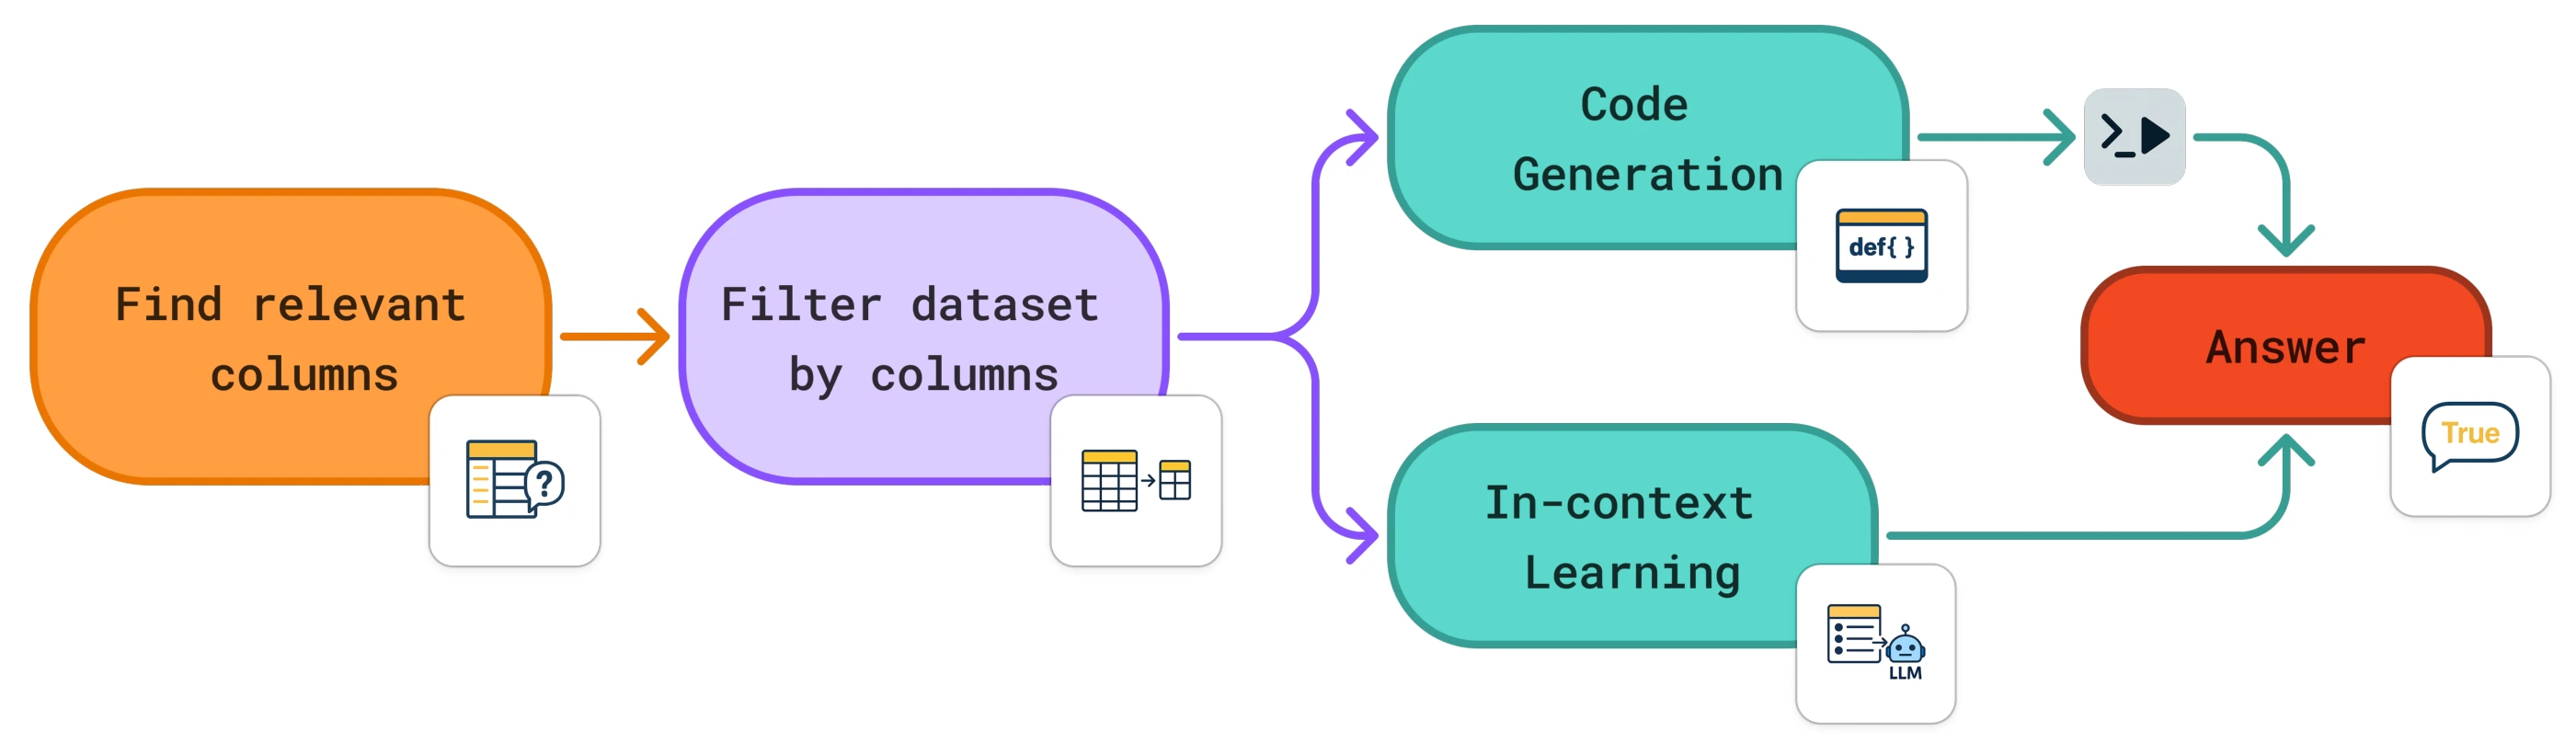 Find relevant
columns
?
Filter dataset
by columns
Code
Generation
def{ }
>_
In-context
Learning
LLM
Answer
True